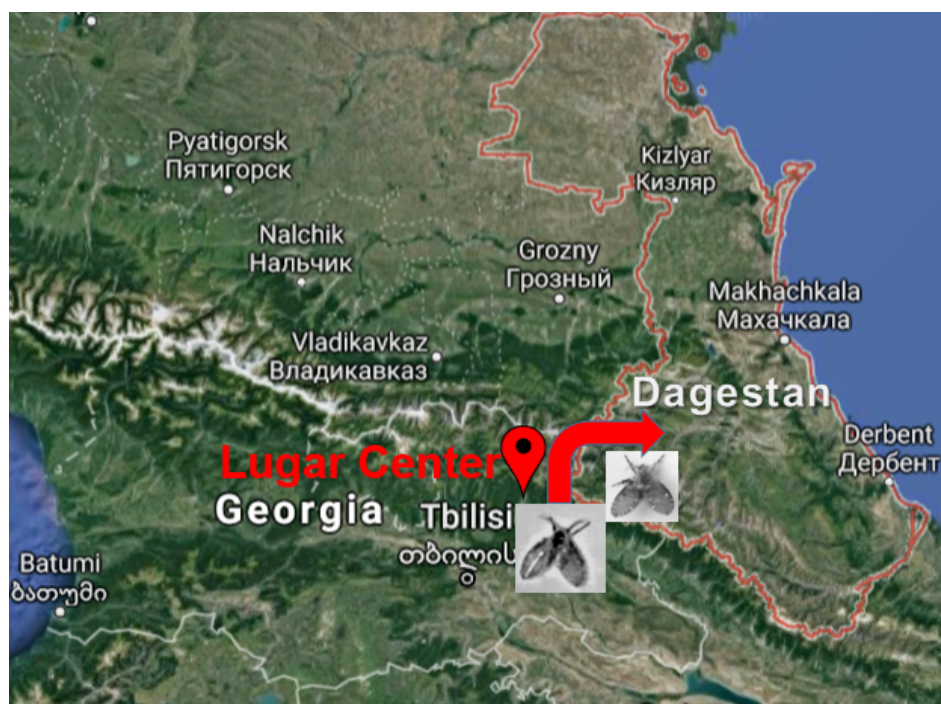 Pyatigorsk
Пятигорск
Kizlyar
Кизляр
Nalchik
Нальчик
Grozny
Грозный
Makhachkala
Махачкала
Vladikavkaz
Владикавказ
Dagestan
Derbent
Дербент
Lugar Center
Georgia
Tbilisi
Batumi
ბათუმი